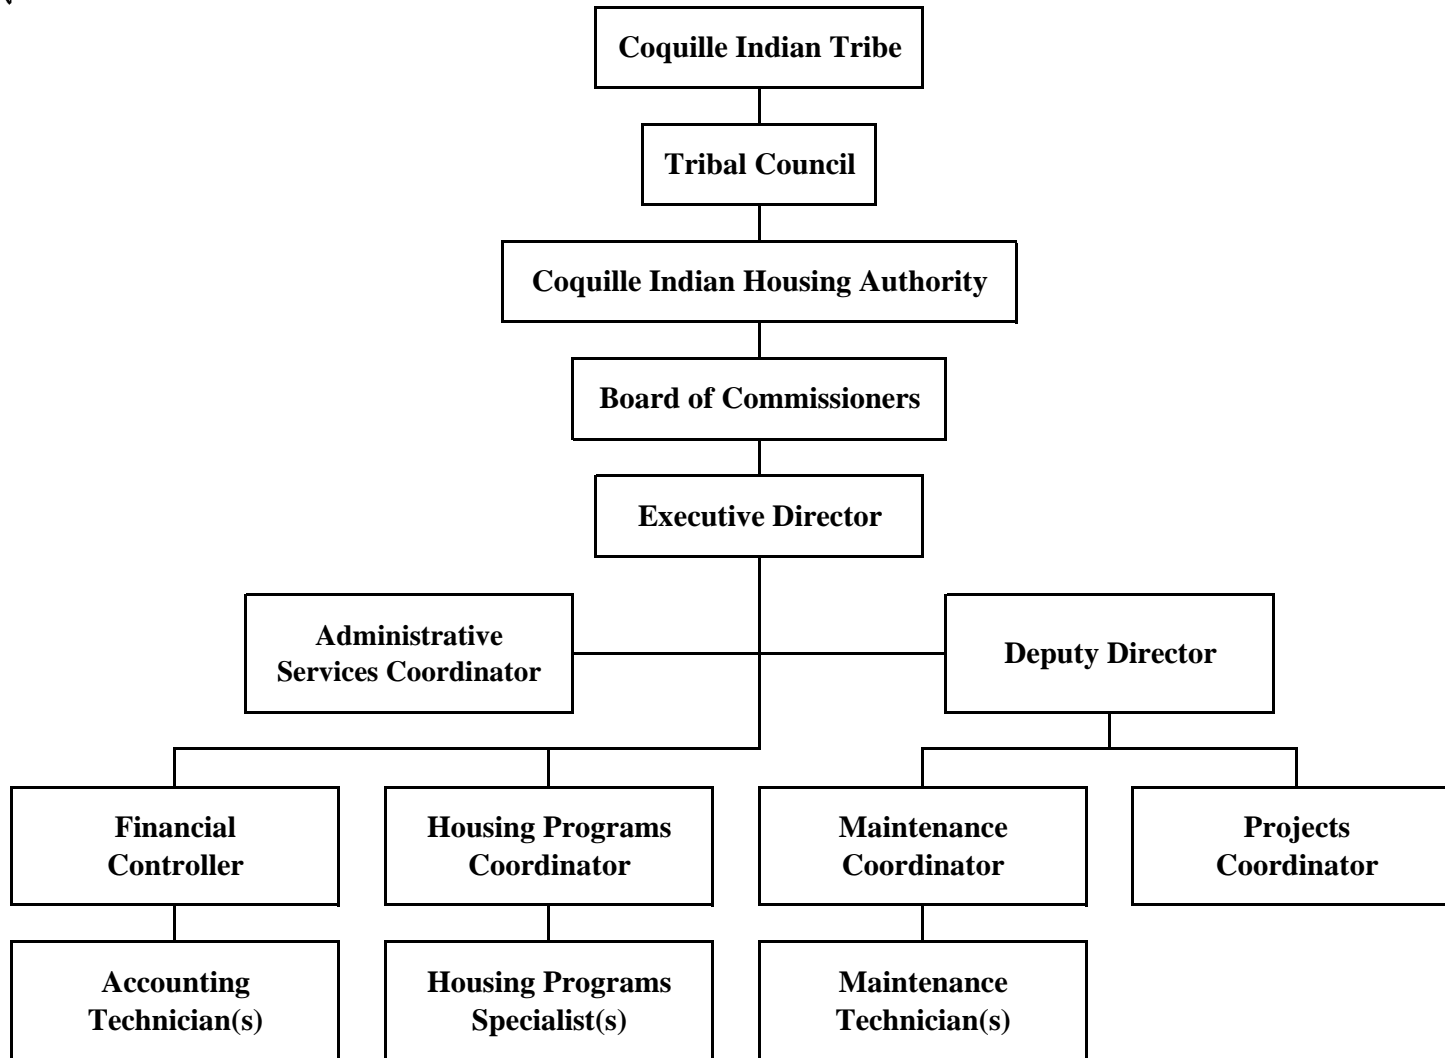 Coquille Indian Tribe
Tribal Council
Coquille Indian Housing Authority
Board of Commissioners
Executive Director
Administrative
Services Coordinator
Deputy Director
Financial
Controller
Housing Programs
Coordinator
Maintenance
Coordinator
Projects
Coordinator
Accounting
Technician(s)
Housing Programs
Specialist(s)
Maintenance
Technician(s)